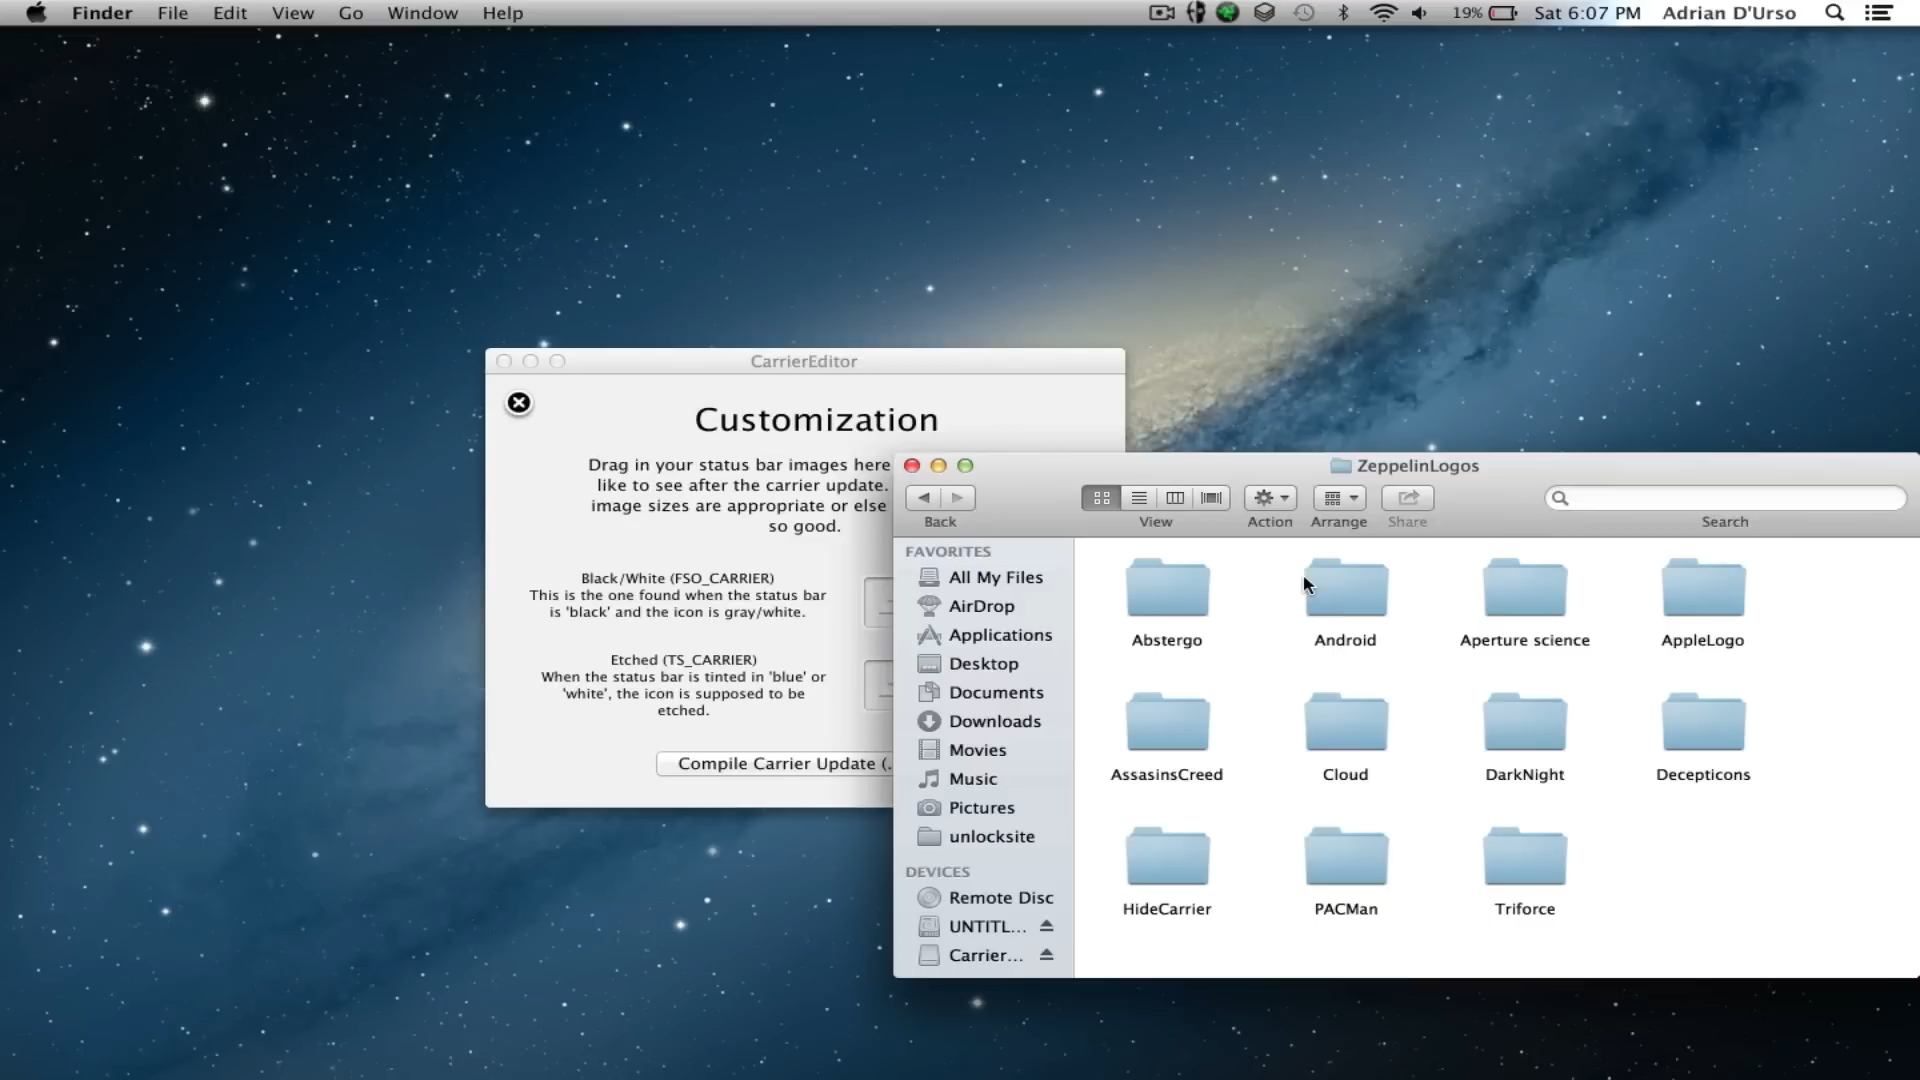 Finder File Edit View Go Window Help 19% Sat 6:07 PM Adrian D'Urso
CarrierEditor
Customization
Drag in your status bar images here
like to see after the carrier update.
image sizes are appropriate or else
so good.
Black/White (FSO_CARRIER)
This is the one found when the status bar
is 'black' and the icon is gray/white.
Etched (TS_CARRIER)
When the status bar is tinted in 'blue' or
'white', the icon is supposed to be
etched.
Compile Carrier Update (.
ZeppelinLogos
Back View Action Arrange Share Search
FAVORITES
All My Files
AirDrop
Applications
Desktop
Documents
Downloads
Movies
Music
Pictures
unlocksite
DEVICES
Remote Disc
UNTITL...
Carrier...
Abstergo Android Aperture science AppleLogo
AssasinsCreed Cloud DarkNight Decepticons
HideCarrier PACMan Triforce